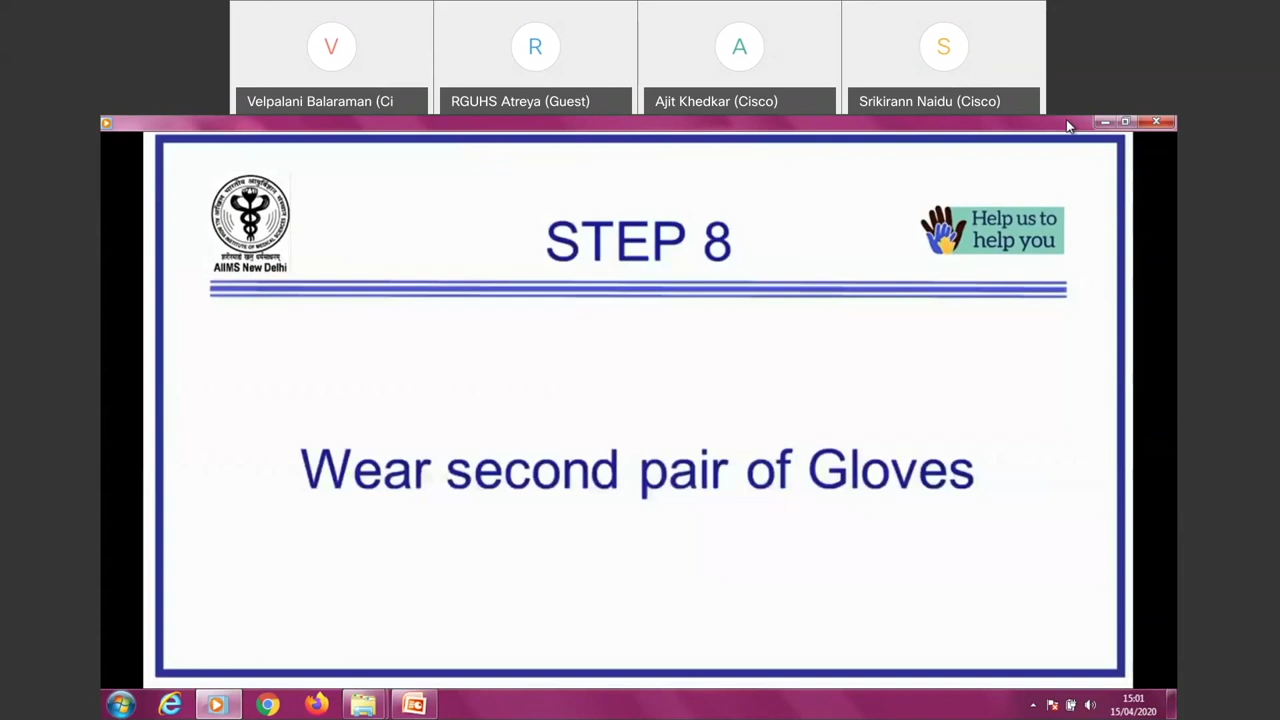 V
R
A
S
Velpalani Balaraman (Ci
RGUHS Atreya (Guest)
Ajit Khedkar (Cisco)
Srikirann Naidu (Cisco)
AIIMS New Delhi
STEP 8
Help us to
help you
Wear second pair of Gloves
15:01
15/04/2020